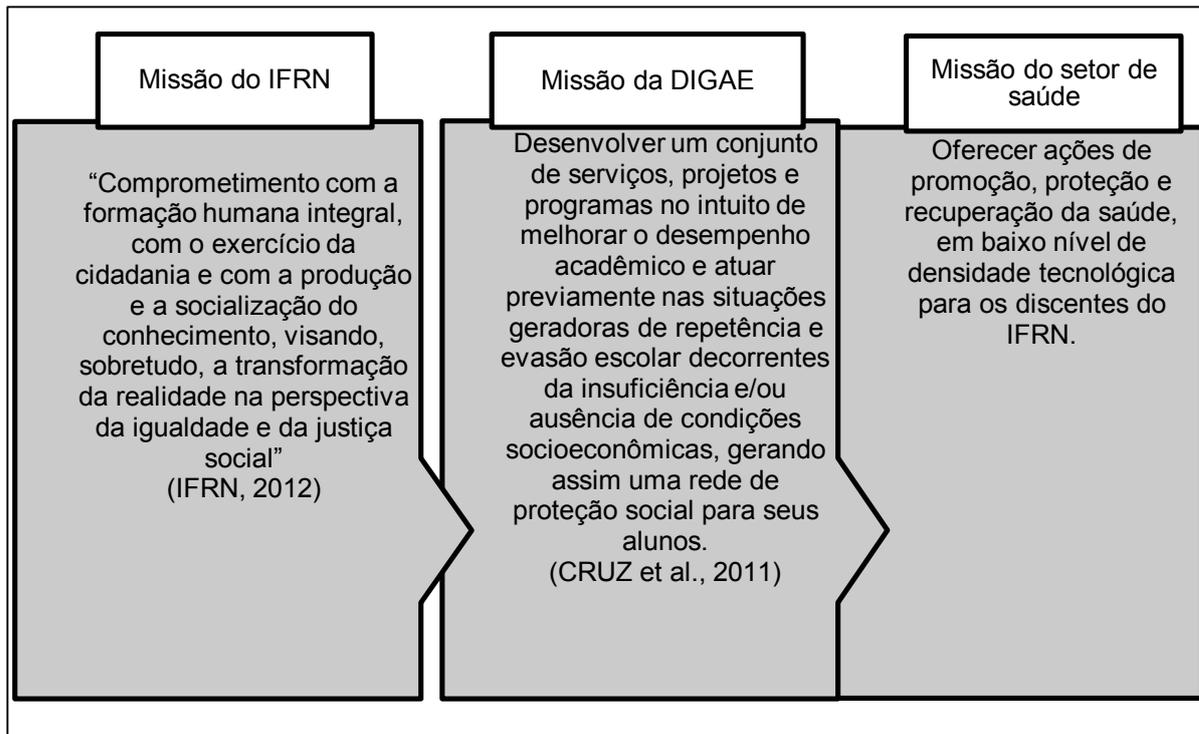 Missão do IFRN
“Comprometimento com a
formação humana integral,
com o exercício da
cidadania e com a produção
e a socialização do
conhecimento, visando,
sobretudo, a transformação
da realidade na perspectiva
da igualdade e da justiça
social”
(IFRN, 2012)
Missão da DIGAE
Desenvolver um conjunto
de serviços, projetos e
programas no intuito de
melhorar o desempenho
acadêmico e atuar
previamente nas situações
geradoras de repetência e
evasão escolar decorrentes
da insuficiência e/ou
ausência de condições
socioeconômicas, gerando
assim uma rede de
proteção social para seus
alunos.
(CRUZ et al., 2011)
Missão do setor de
saúde
Oferecer ações de
promoção, proteção e
recuperação da saúde,
em baixo nível de
densidade tecnológica
para os discentes do
IFRN.